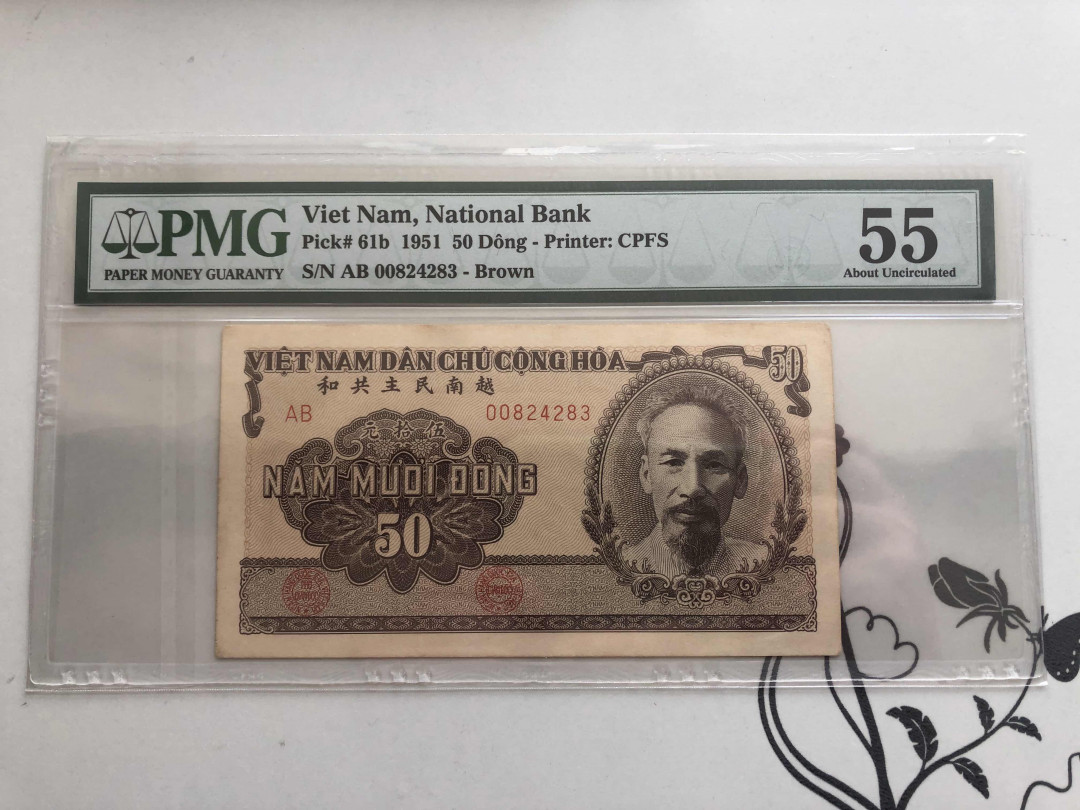 PMG
PAPER MONEY GUARANTY
Viet Nam, National Bank
Pick# 61b 1951 50 Dông - Printer: CPFS
S/N AB 00824283 - Brown
55
About Uncirculated
VIỆT NAM DÂN CHỦ CỘNG HÒA
50
和共主民南越
AB 00824283
元拾伍
NĂM MƯƠI ĐỒNG
50